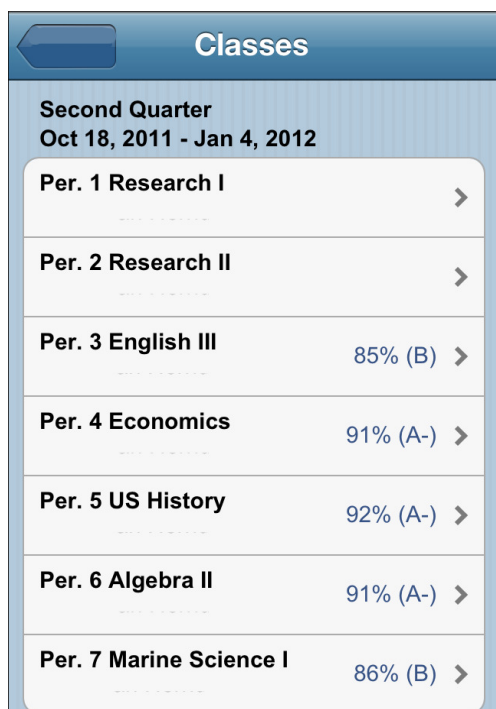 Classes
Second Quarter
Oct 18, 2011 - Jan 4, 2012
Per. 1 Research I
Per. 2 Research II
Per. 3 English III
85% (B)
Per. 4 Economics
91% (A-)
Per. 5 US History
92% (A-)
Per. 6 Algebra II
91% (A-)
Per. 7 Marine Science I
86% (B)